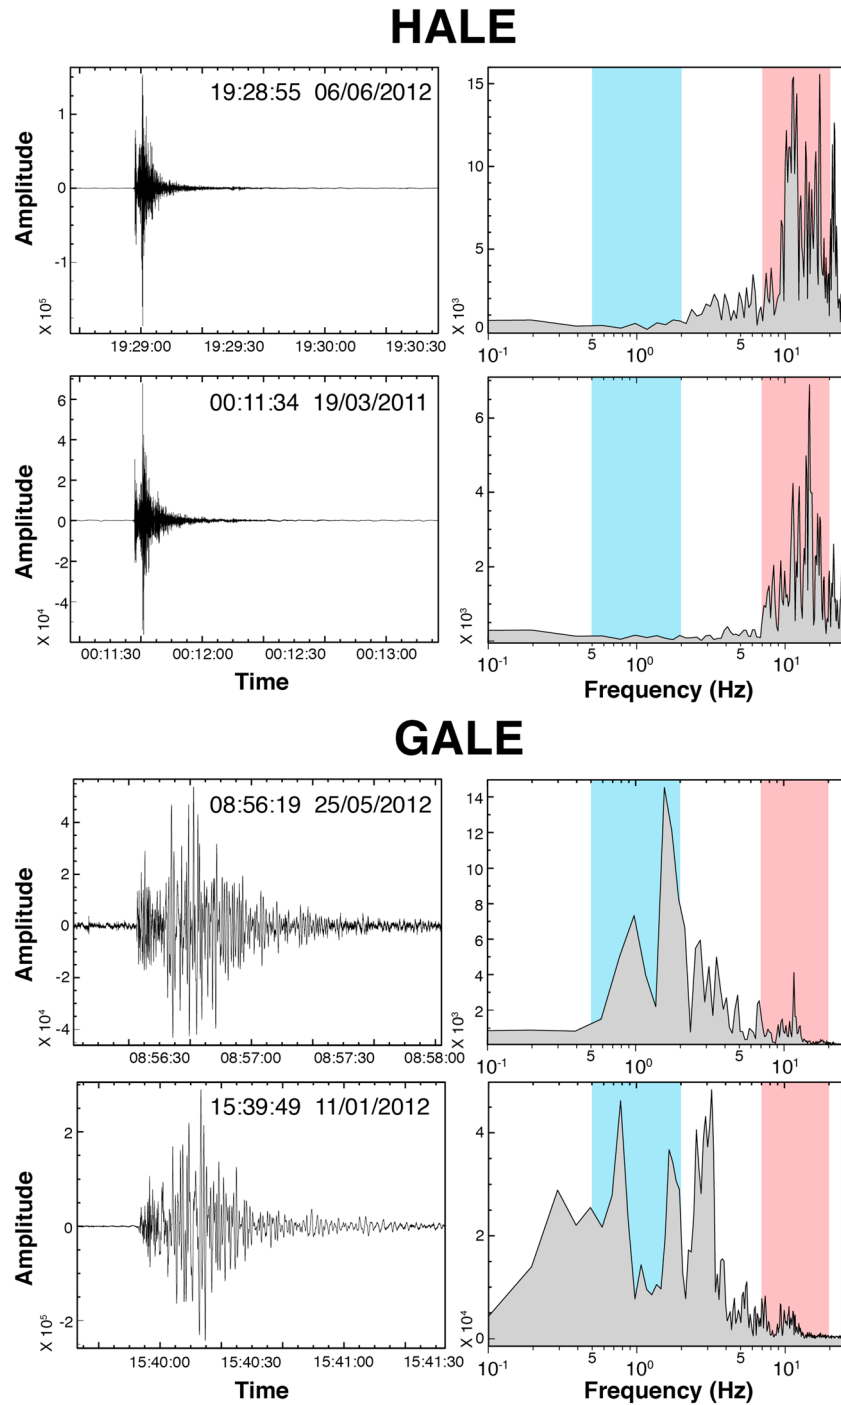 HALE
19:28:55 06/06/2012
Amplitude
1
0
-1
X 10⁵
19:29:00 19:29:30 19:30:00 19:30:30
15
10
5
0
X 10³
10⁻¹ 5 10⁰ 5 10¹
00:11:34 19/03/2011
Amplitude
6
4
2
0
-2
-4
X 10⁴
00:11:30 00:12:00 00:12:30 00:13:00
Time
6
4
2
X 10³
10⁻¹ 5 10⁰ 5 10¹
Frequency (Hz)
GALE
08:56:19 25/05/2012
Amplitude
4
2
0
-2
-4
X 10⁴
08:56:30 08:57:00 08:57:30 08:58:00
14
12
10
8
6
4
2
X 10³
10⁻¹ 5 10⁰ 5 10¹
15:39:49 11/01/2012
Amplitude
2
0
-2
X 10⁵
15:40:00 15:40:30 15:41:00 15:41:30
Time
4
2
0
X 10⁴
10⁻¹ 5 10⁰ 5 10¹
Frequency (Hz)